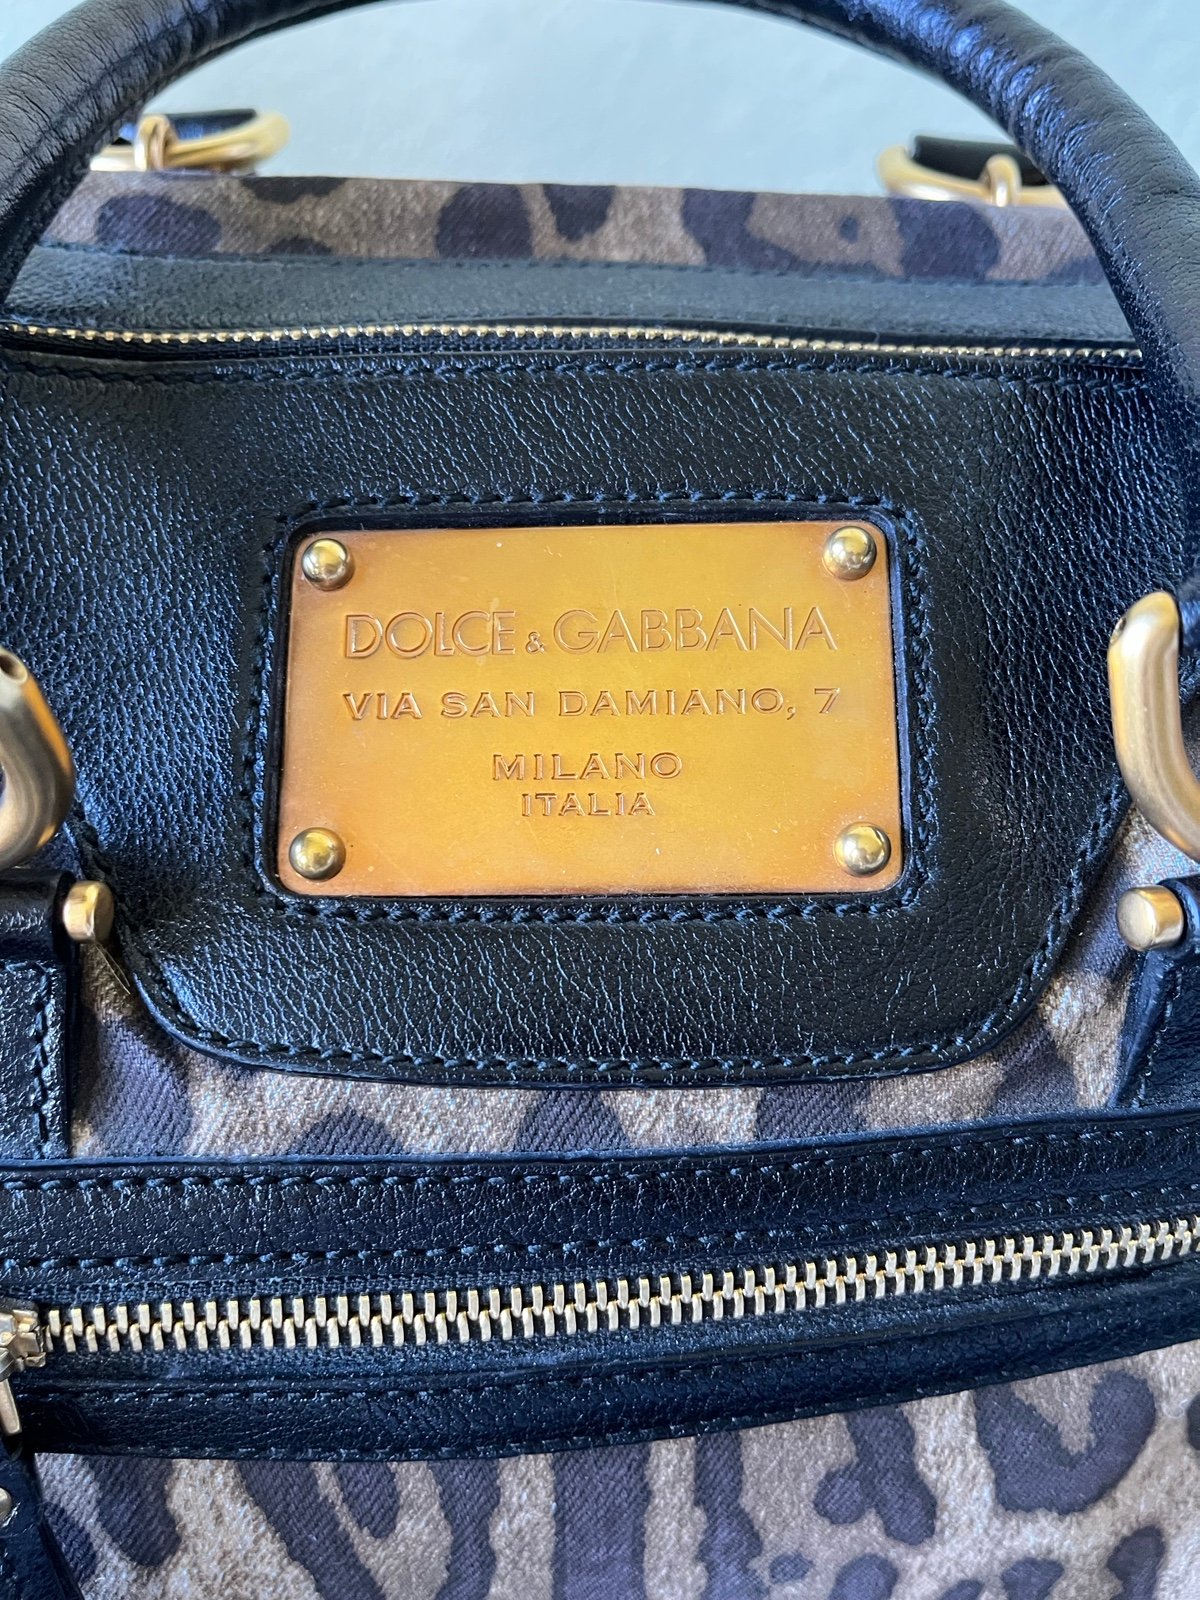 DOLCE & GABBANA
VIA SAN DAMIANO, 7
MILANO
ITALIA